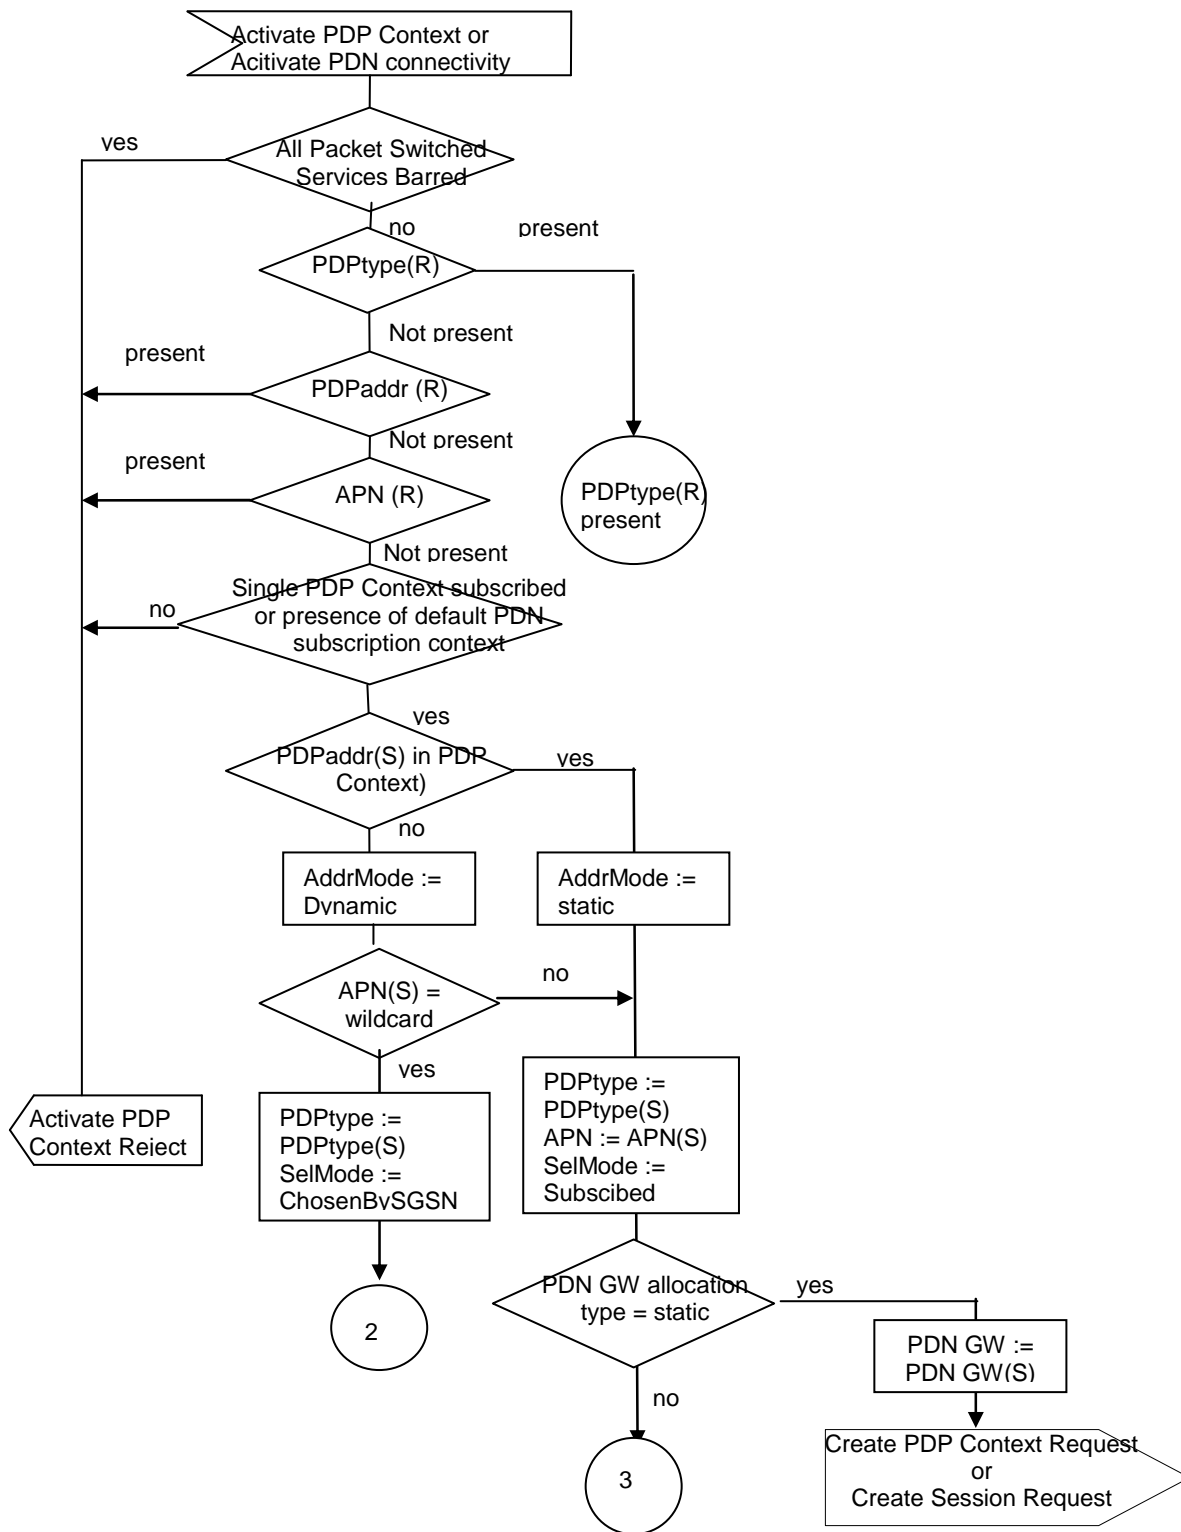 Activate PDP Context or
Acitivate PDN connectivity
yes
All Packet Switched
Services Barred
no
present
PDPtype(R)
Not present
present
PDPaddr (R)
Not present
present
APN (R)
PDPtype(R)
present
Not present
Single PDP Context subscribed
or presence of default PDN
subscription context
no
yes
PDPaddr(S) in PDP
Context)
yes
no
AddrMode :=
Dynamic
AddrMode :=
static
APN(S) =
wildcard
no
yes
Activate PDP
Context Reject
PDPtype :=
PDPtype(S)
SelMode :=
ChosenBySGSN
PDPtype :=
PDPtype(S)
APN := APN(S)
SelMode :=
Subscibed
PDN GW allocation
type = static
yes
2
PDN GW :=
PDN GW(S)
no
Create PDP Context Request
or
Create Session Request
3